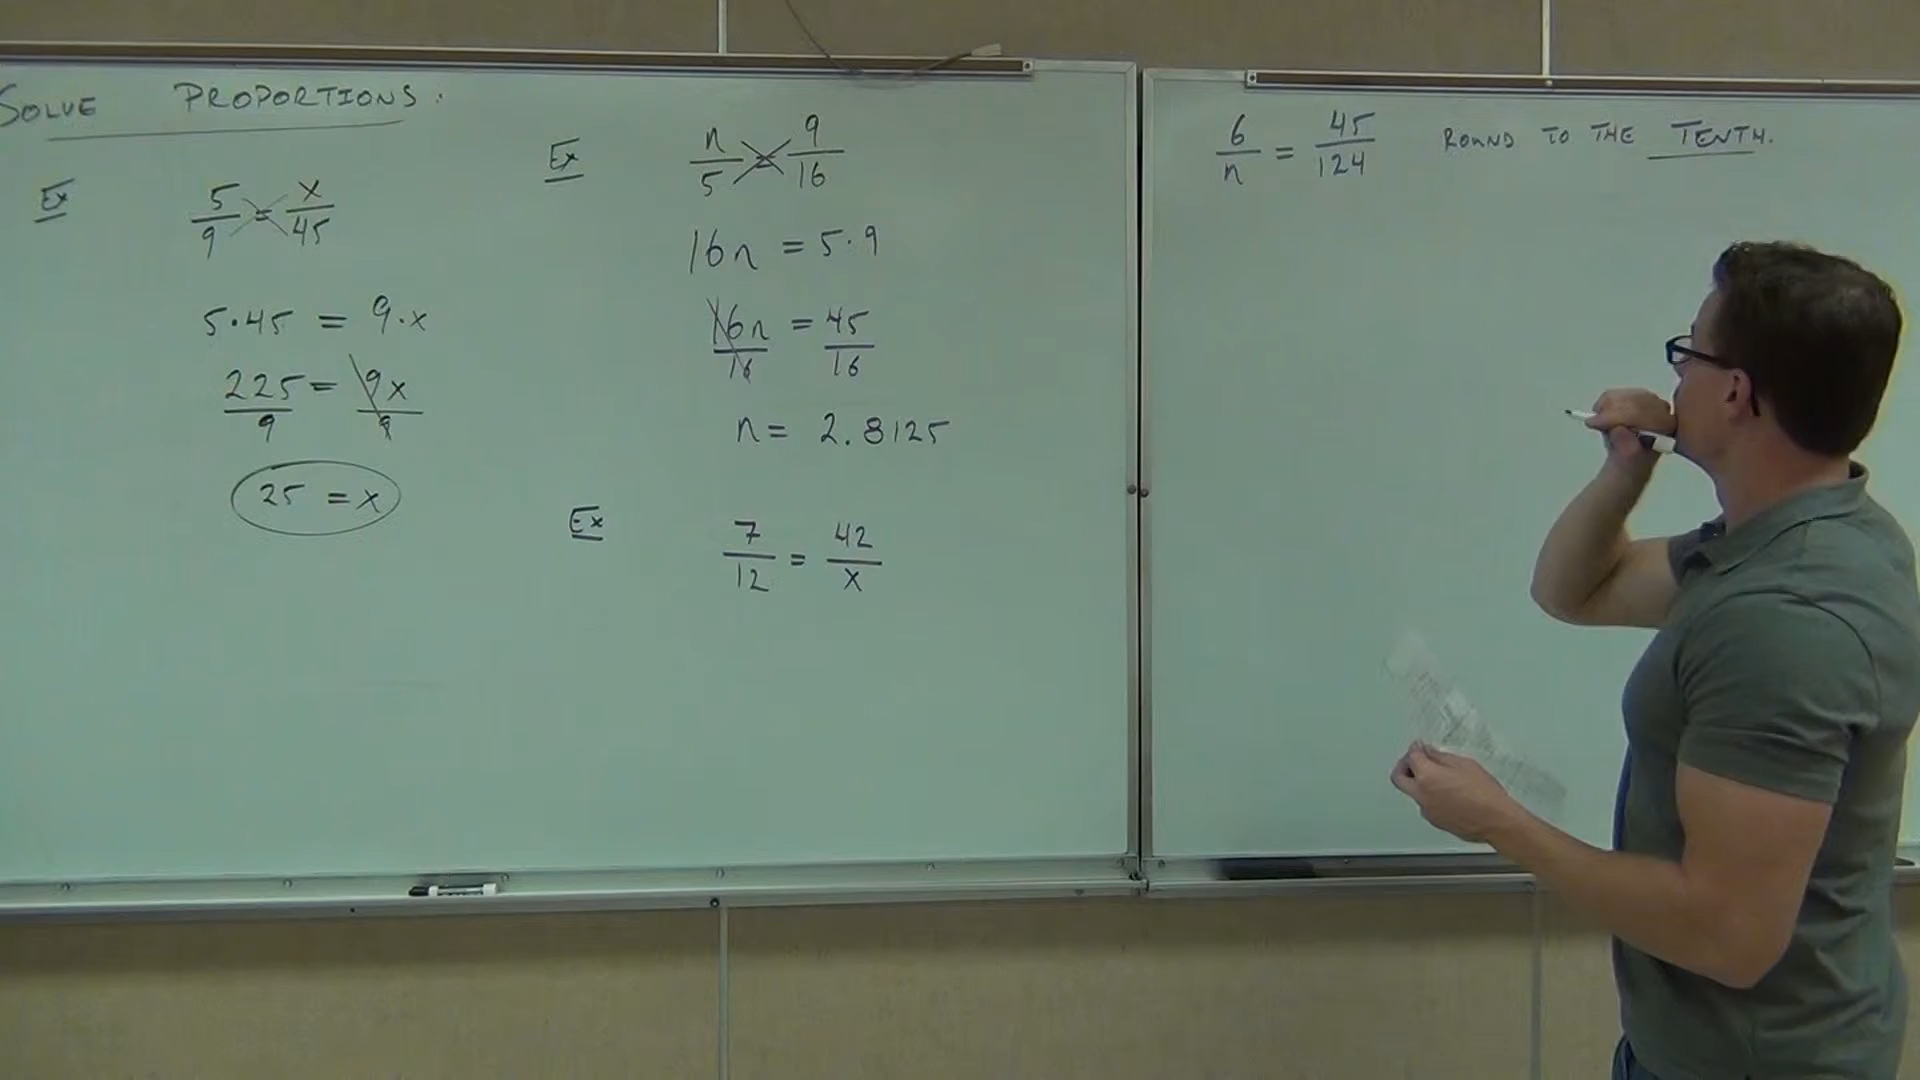 SOLVE PROPORTIONS:
Ex
5/9 = x/45
5·45 = 9·x
225/9 = 9x/9
25 = x
Ex
n/5 = 9/16
16n = 5·9
16n/16 = 45/16
n = 2.8125
Ex
7/12 = 42/x
6/n = 45/124 ROUND TO THE TENTH.